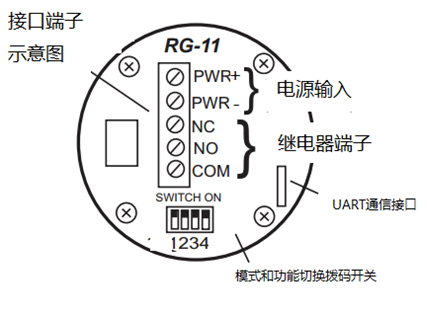 接口端子
示意图
RG-11
PWR+
PWR -
电源输入
NC
NO
COM
继电器端子
SWITCH ON
1234
UART通信接口
模式和功能切换拨码开关